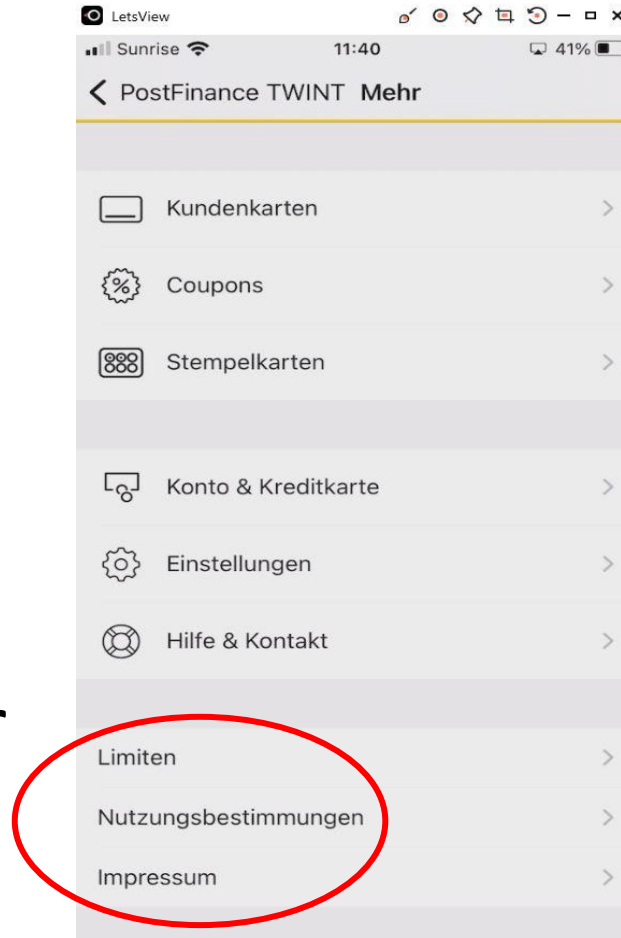 LetsView
Sunrise 11:40 41%
PostFinance TWINT Mehr
Kundenkarten
% Coupons
Stempelkarten
Konto & Kreditkarte
Einstellungen
Hilfe & Kontakt
Limiten
Nutzungsbestimmungen
Impressum